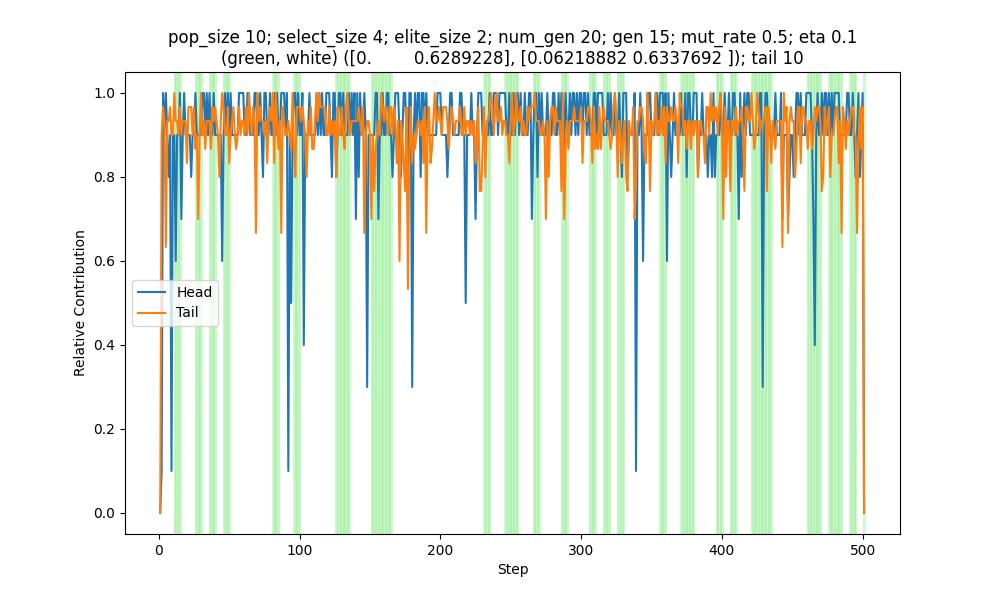 pop_size 10; select_size 4; elite_size 2; num_gen 20; gen 15; mut_rate 0.5; eta 0.1
(green, white) ([0. 0.6289228], [0.06218882 0.6337692 ]); tail 10
1.0
0.8
0.6
0.4
0.2
0.0
Relative Contribution
Head
Tail
0 100 200 300 400 500
Step